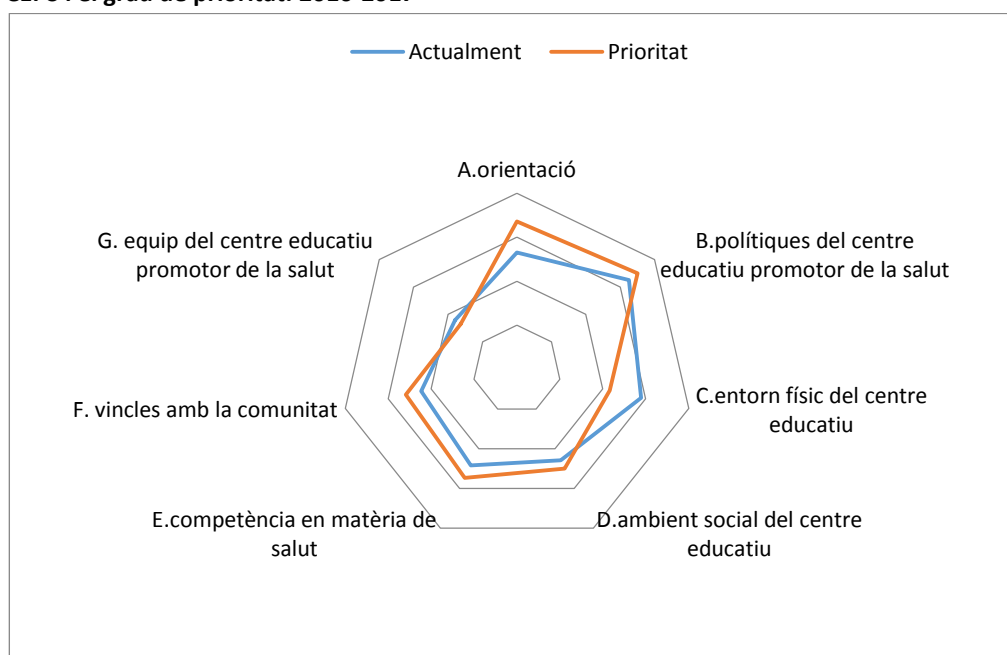 Actualment Prioritat
A.orientació
G. equip del centre educatiu
promotor de la salut
B.polítiques del centre
educatiu promotor de la salut
C.entorn físic del centre
educatiu
F. vincles amb la comunitat
E.competència en matèria de
salut
D.ambient social del centre
educatiu